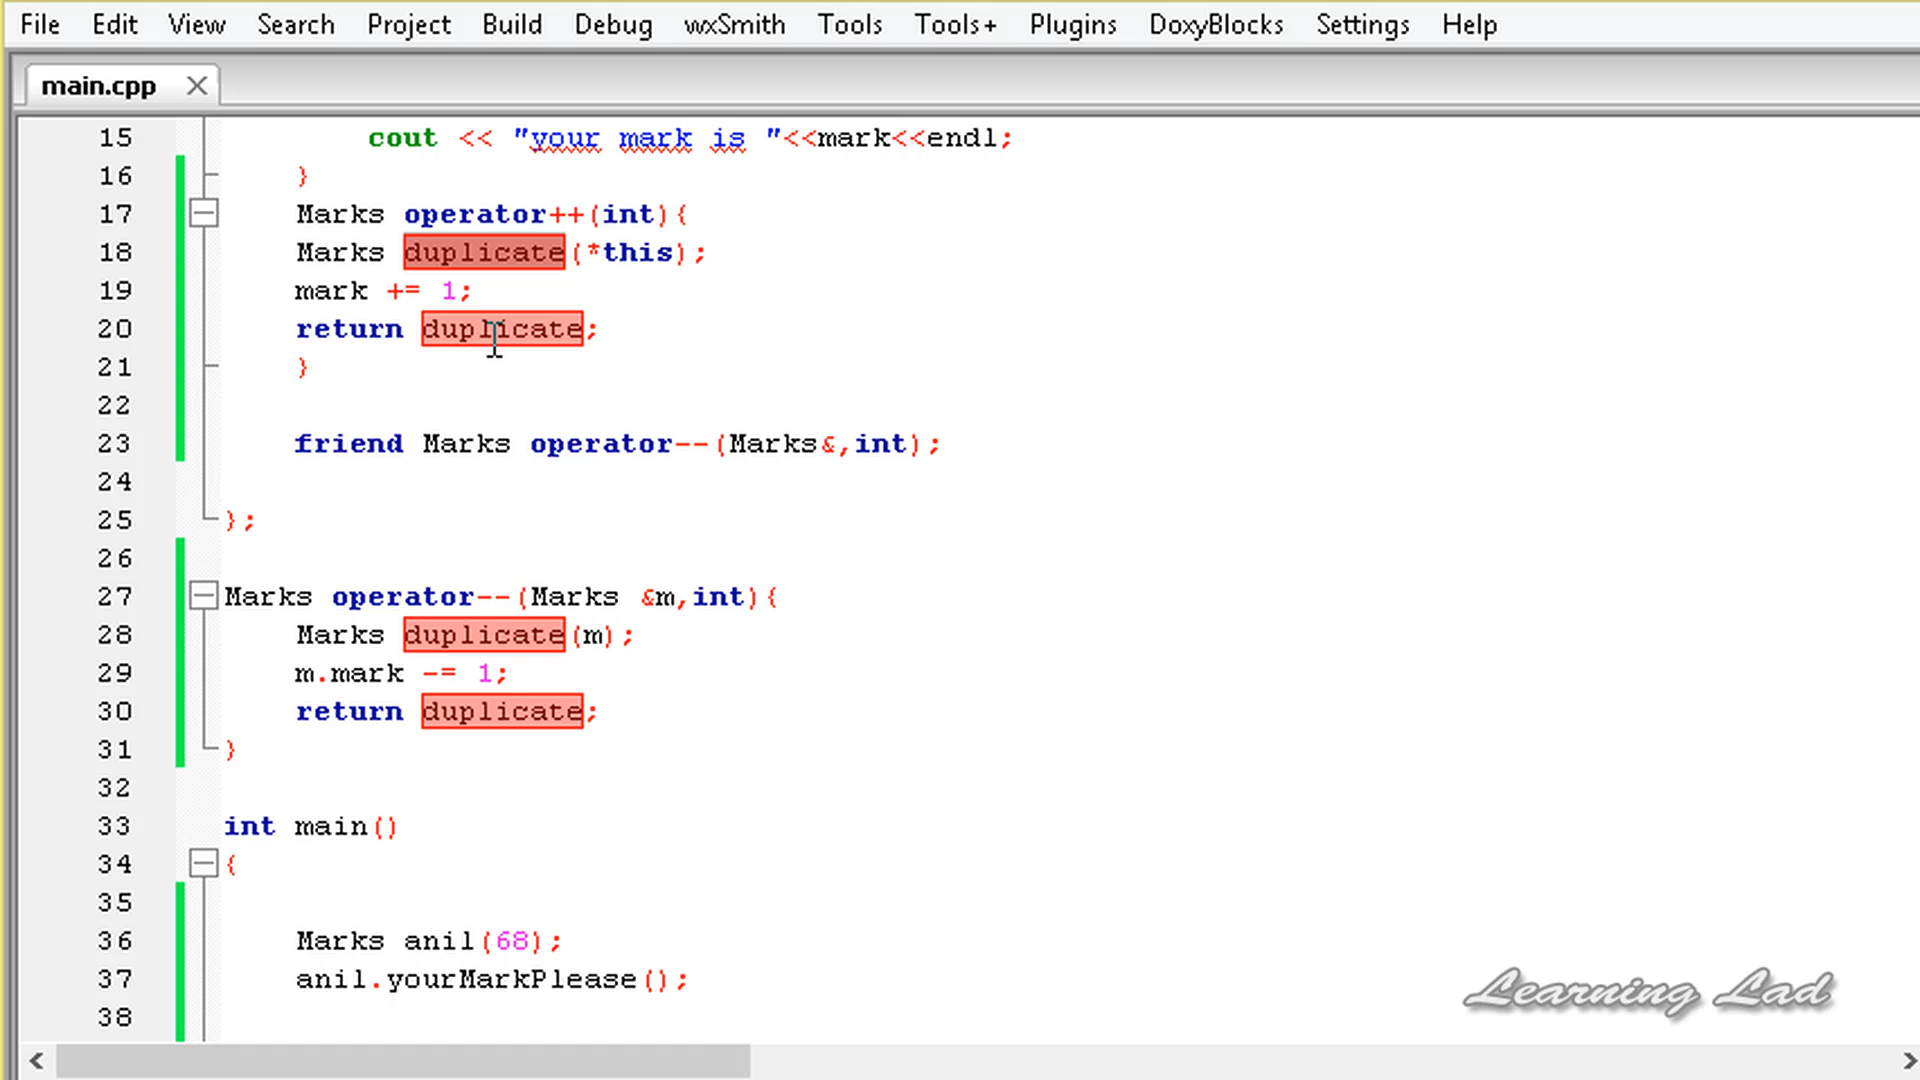 File Edit View Search Project Build Debug wxSmith Tools Tools+ Plugins DoxyBlocks Settings Help
main.cpp
15 cout << "your mark is "<<mark<<endl;
16 }
17 Marks operator++(int){
18 Marks duplicate(*this);
19 mark += 1;
20 return duplicate;
21 }
22
23 friend Marks operator--(Marks&,int);
24
25 };
26
27 Marks operator--(Marks &m,int){
28 Marks duplicate(m);
29 m.mark -= 1;
30 return duplicate;
31 }
32
33 int main()
34 {
35
36 Marks anil(68);
37 anil.yourMarkPlease();
38
Learning Lad